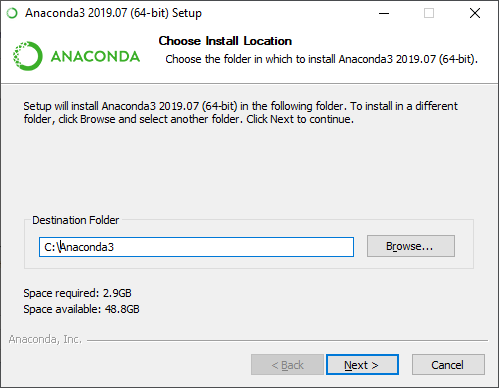 Anaconda3 2019.07 (64-bit) Setup
ANACONDA
Choose Install Location
Choose the folder in which to install Anaconda3 2019.07 (64-bit).
Setup will install Anaconda3 2019.07 (64-bit) in the following folder. To install in a different
folder, click Browse and select another folder. Click Next to continue.
Destination Folder
C:\Anaconda3
Browse...
Space required: 2.9GB
Space available: 48.8GB
Anaconda, Inc.
< Back
Next >
Cancel